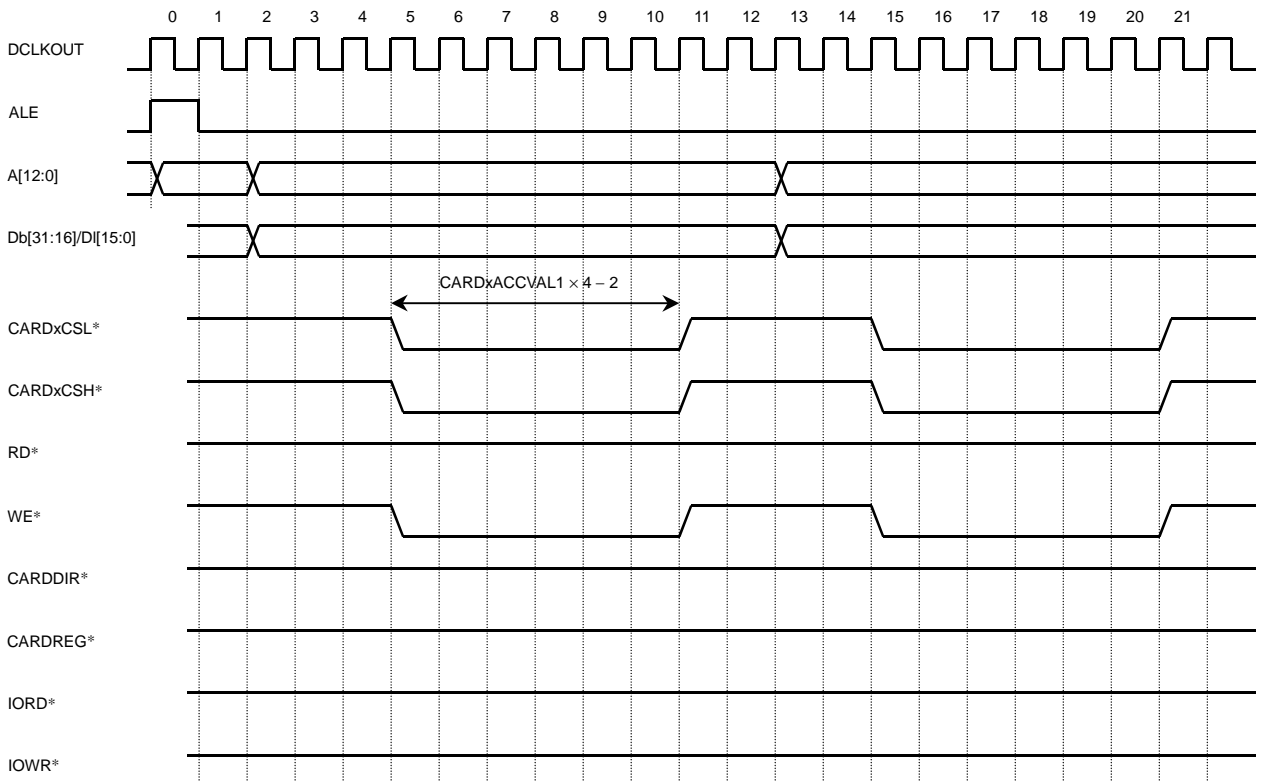 0 1 2 3 4 5 6 7 8 9 10 11 12 13 14 15 16 17 18 19 20 21
DCLKOUT
ALE
A[12:0]
Db[31:16]/Dl[15:0]
CARDxACCVAL1 × 4 – 2
CARDxCSL*
CARDxCSH*
RD*
WE*
CARDDIR*
CARDREG*
IORD*
IOWR*